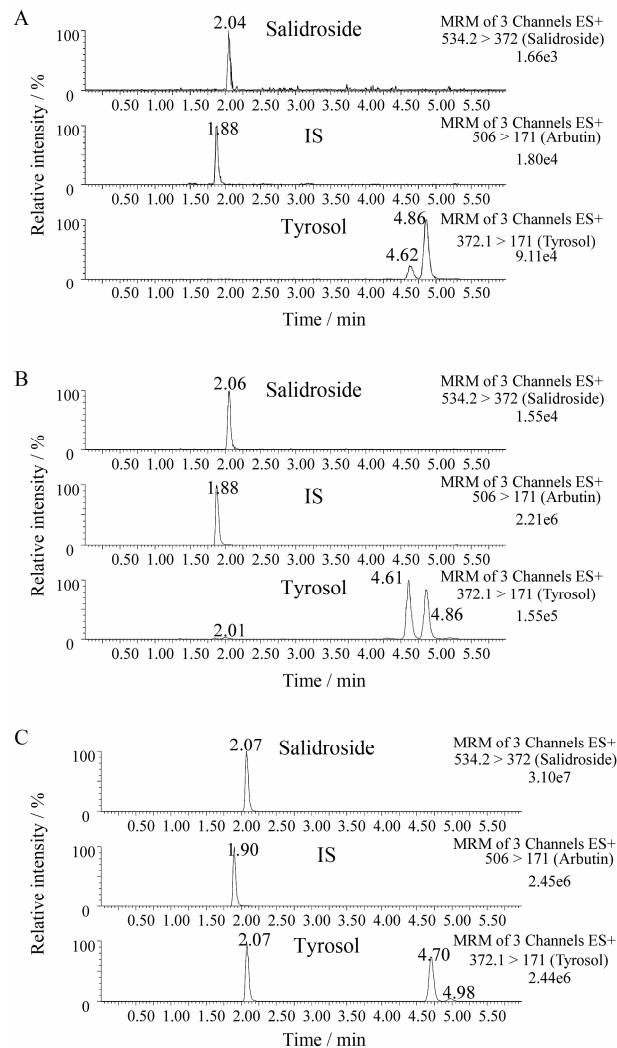 A
2.04
Salidroside
MRM of 3 Channels ES+
534.2 > 372 (Salidroside)
1.66e3
100
0
0.50 1.00 1.50 2.00 2.50 3.00 3.50 4.00 4.50 5.00 5.50
1.88
IS
MRM of 3 Channels ES+
506 > 171 (Arbutin)
1.80e4
100
0
0.50 1.00 1.50 2.00 2.50 3.00 3.50 4.00 4.50 5.00 5.50
Tyrosol
4.86
4.62
MRM of 3 Channels ES+
372.1 > 171 (Tyrosol)
9.11e4
100
0
0.50 1.00 1.50 2.00 2.50 3.00 3.50 4.00 4.50 5.00 5.50
Relative intensity / %
Time / min
B
2.06
Salidroside
MRM of 3 Channels ES+
534.2 > 372 (Salidroside)
1.55e4
100
0
0.50 1.00 1.50 2.00 2.50 3.00 3.50 4.00 4.50 5.00 5.50
1.88
IS
MRM of 3 Channels ES+
506 > 171 (Arbutin)
2.21e6
100
0
0.50 1.00 1.50 2.00 2.50 3.00 3.50 4.00 4.50 5.00 5.50
Tyrosol
4.61
4.86
2.01
MRM of 3 Channels ES+
372.1 > 171 (Tyrosol)
1.55e5
100
0
0.50 1.00 1.50 2.00 2.50 3.00 3.50 4.00 4.50 5.00 5.50
Relative intensity / %
Time / min
C
2.07
Salidroside
MRM of 3 Channels ES+
534.2 > 372 (Salidroside)
3.10e7
100
0
0.50 1.00 1.50 2.00 2.50 3.00 3.50 4.00 4.50 5.00 5.50
1.90
IS
MRM of 3 Channels ES+
506 > 171 (Arbutin)
2.45e6
100
0
0.50 1.00 1.50 2.00 2.50 3.00 3.50 4.00 4.50 5.00 5.50
2.07
Tyrosol
4.70
4.98
MRM of 3 Channels ES+
372.1 > 171 (Tyrosol)
2.44e6
100
0
0.50 1.00 1.50 2.00 2.50 3.00 3.50 4.00 4.50 5.00 5.50
Relative intensity / %
Time / min